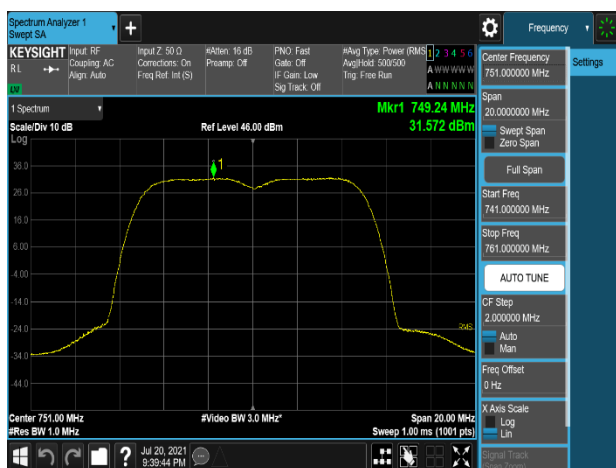 Spectrum Analyzer 1
Swept SA
+
Frequency
KEYSIGHT
Input: RF
Coupling: AC
Align: Auto
Input Z: 50 Ω
Corrections: On
Freq Ref: Int (S)
#Atten: 16 dB
Preamp: Off
PNO: Fast
Gate: Off
IF Gain: Low
Sig Track: Off
#Avg Type: Power (RMS)
Avg|Hold: 500/500
Trig: Free Run
1 2 3 4 5 6
A W W W W W
A N N N N N
R L
LXI
1 Spectrum
Scale/Div 10 dB
Log
Ref Level 46.00 dBm
Mkr1 749.24 MHz
31.572 dBm
1
36.0
26.0
16.0
6.00
-4.00
-14.0
-24.0
-34.0
-44.0
RMS
Center 751.00 MHz
#Res BW 1.0 MHz
#Video BW 3.0 MHz*
Span 20.00 MHz
Sweep 1.00 ms (1001 pts)
Jul 20, 2021
9:39:44 PM
?
Center Frequency
751.000000 MHz
Settings
Span
20.0000000 MHz
Swept Span
Zero Span
Full Span
Start Freq
741.000000 MHz
Stop Freq
761.000000 MHz
AUTO TUNE
CF Step
2.000000 MHz
Auto
Man
Freq Offset
0 Hz
X Axis Scale
Log
Lin
Signal Track
(Span Zoom)